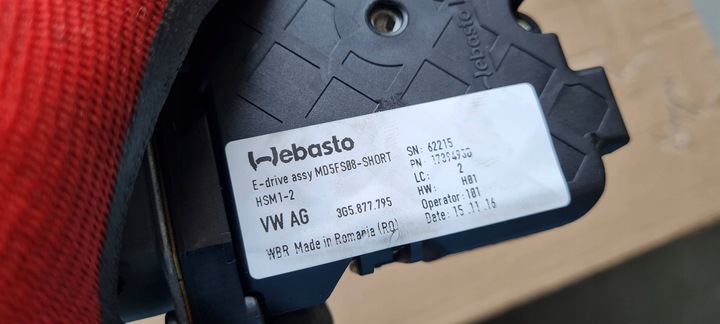 Webasto
Webasto
E-drive assy MD5FS08-SHORT
HSM1-2
VW AG 3G5.877.795
WBR Made in Romania (RO)
SN: 62215
PN:
LC: 2
HW: H01
Operator: 101
Date: 15.11.16